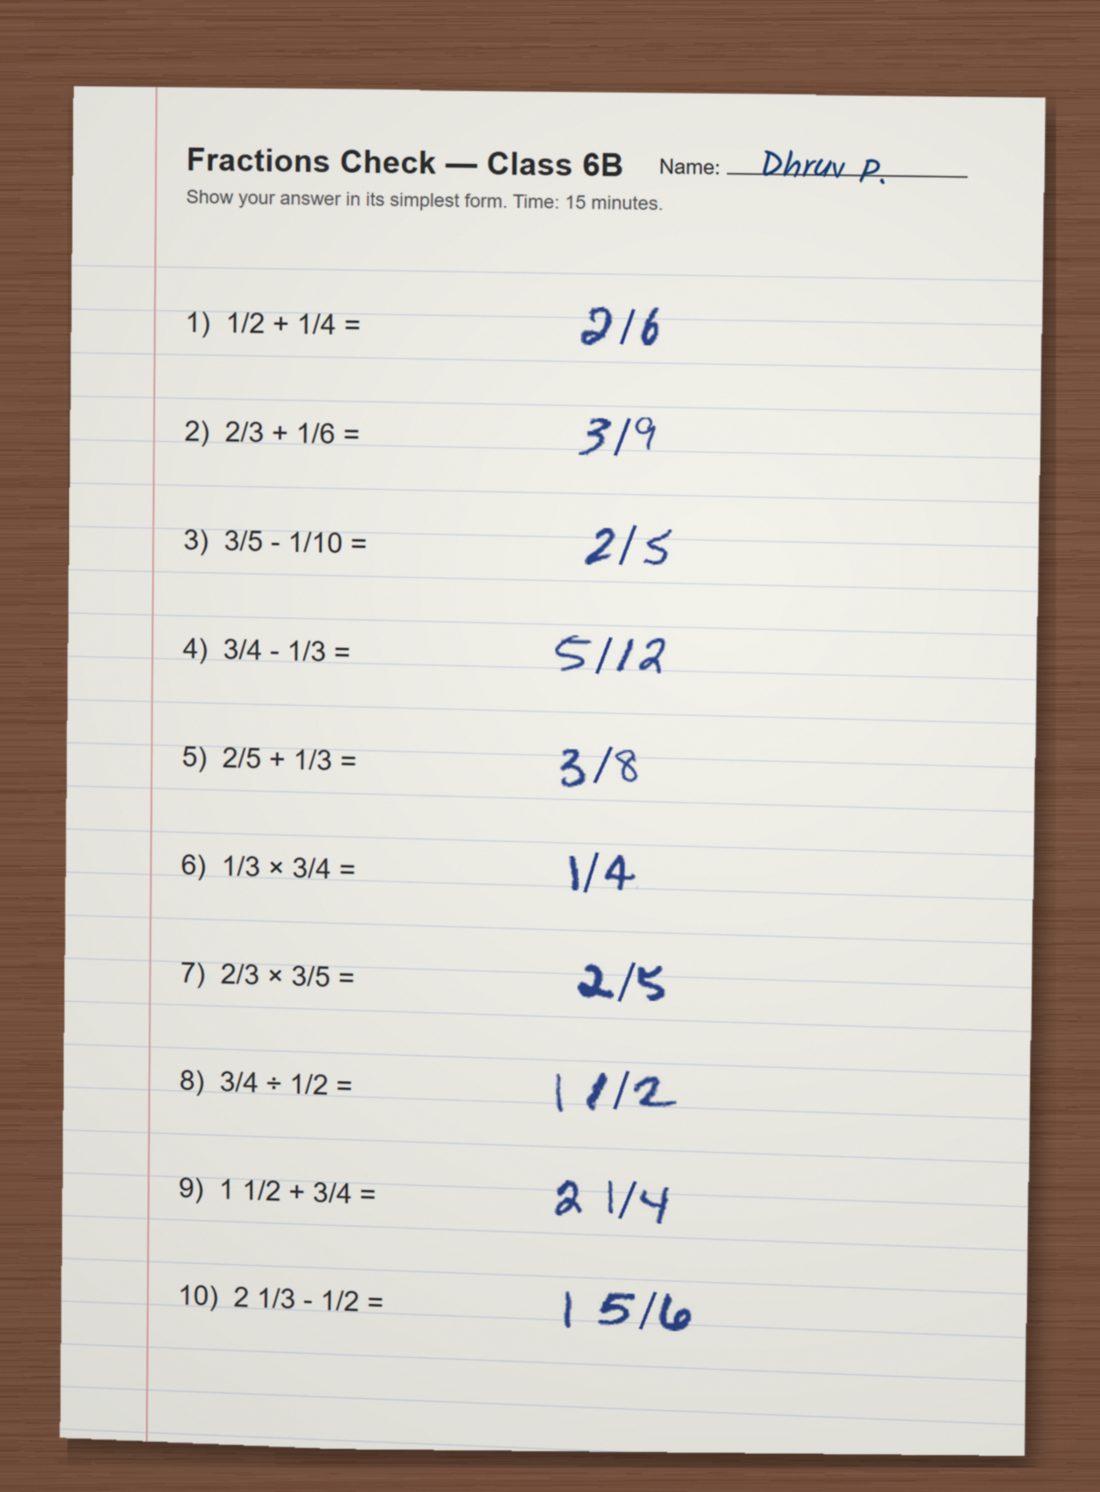 Fractions Check — Class 6B Name: Dhruv P.
Show your answer in its simplest form. Time: 15 minutes.
1) 1/2 + 1/4 = 2/6
2) 2/3 + 1/6 = 3/9
3) 3/5 - 1/10 = 2/5
4) 3/4 - 1/3 = 5/12
5) 2/5 + 1/3 = 3/8
6) 1/3 × 3/4 = 1/4
7) 2/3 × 3/5 = 2/5
8) 3/4 ÷ 1/2 = 1 1/2
9) 1 1/2 + 3/4 = 2 1/4
10) 2 1/3 - 1/2 = 1 5/6